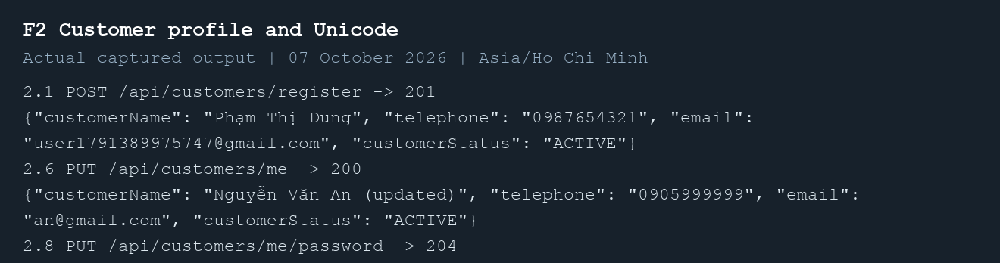 F2 Customer profile and Unicode
Actual captured output | 07 October 2026 | Asia/Ho_Chi_Minh
2.1 POST /api/customers/register -> 201
{"customerName": "Phạm Thị Dung", "telephone": "0987654321", "email":
"user1791389975747@gmail.com", "customerStatus": "ACTIVE"}
2.6 PUT /api/customers/me -> 200
{"customerName": "Nguyễn Văn An (updated)", "telephone": "0905999999", "email":
"an@gmail.com", "customerStatus": "ACTIVE"}
2.8 PUT /api/customers/me/password -> 204